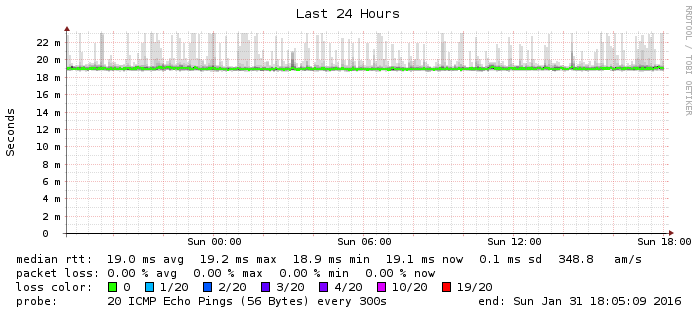 Last 24 Hours
RRDTOOL / TOBI OETIKER
Seconds
22 m
20 m
18 m
16 m
14 m
12 m
10 m
8 m
6 m
4 m
2 m
0
Sun 00:00 Sun 06:00 Sun 12:00 Sun 18:00
median rtt: 19.0 ms avg 19.2 ms max 18.9 ms min 19.1 ms now 0.1 ms sd 348.8 am/s
packet loss: 0.00 % avg 0.00 % max 0.00 % min 0.00 % now
loss color: 0 1/20 2/20 3/20 4/20 10/20 19/20
probe: 20 ICMP Echo Pings (56 Bytes) every 300s end: Sun Jan 31 18:05:09 2016